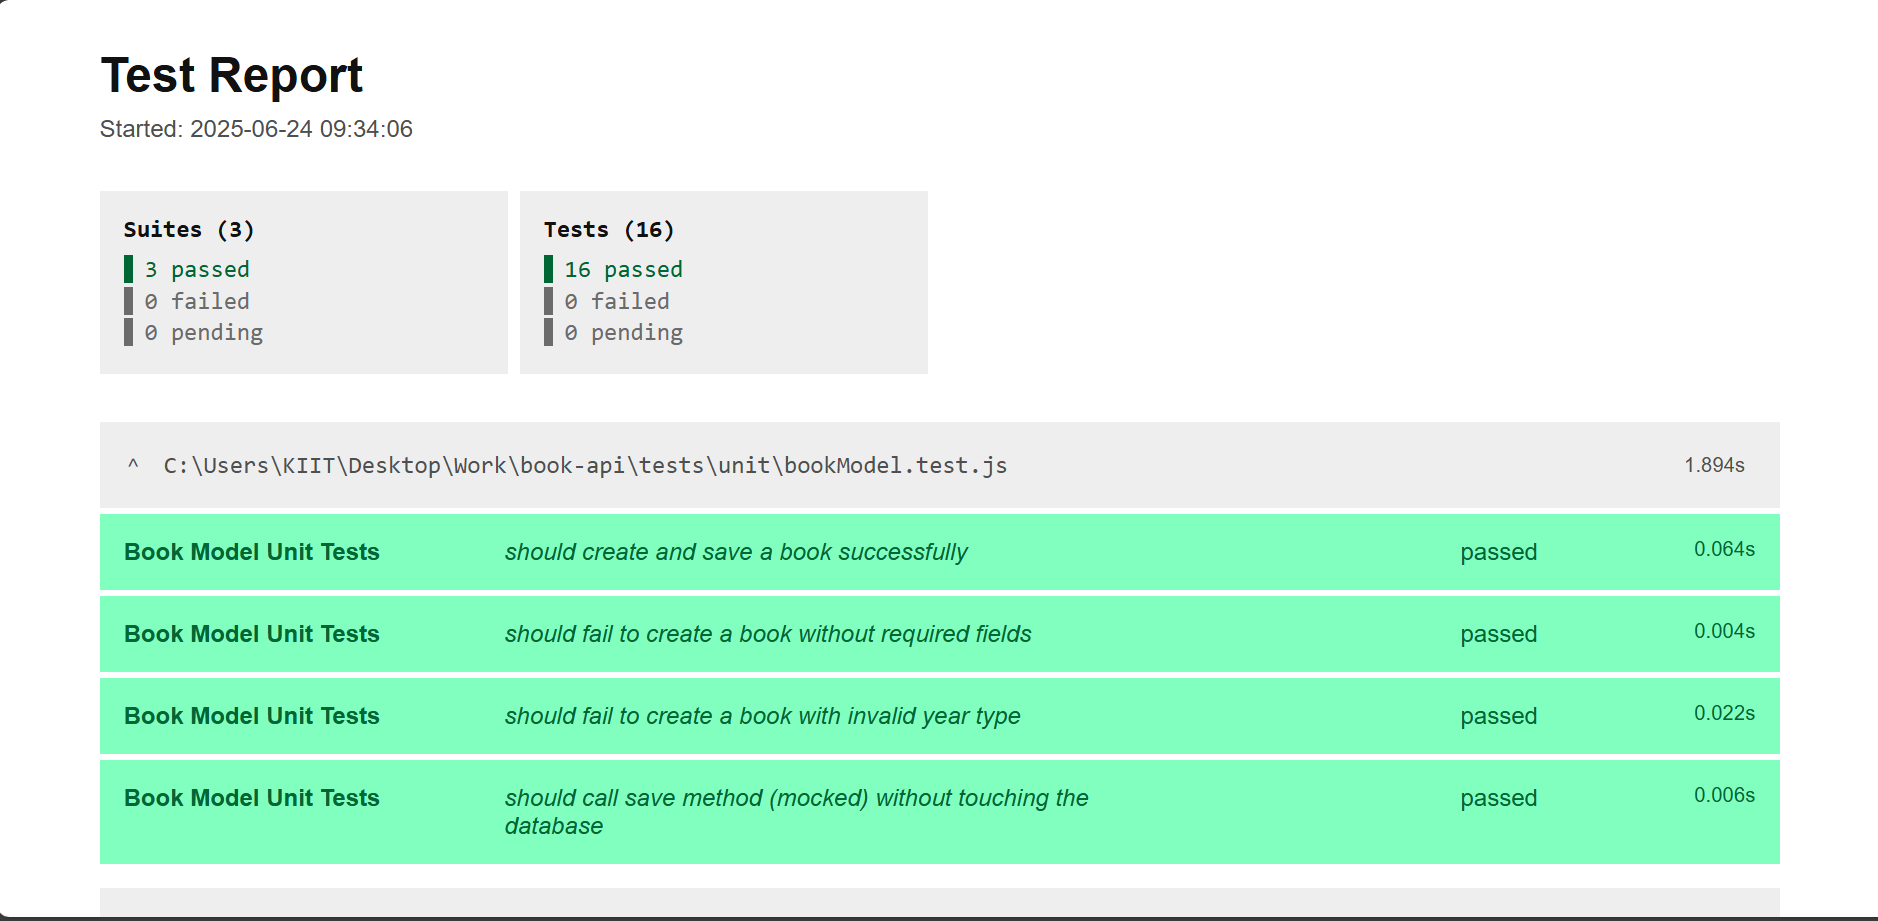 Test Report
Started: 2025-06-24 09:34:06
Suites (3)
3 passed
0 failed
0 pending
Tests (16)
16 passed
0 failed
0 pending
^ C:\Users\KIIT\Desktop\Work\book-api\tests\unit\bookModel.test.js 1.894s
Book Model Unit Tests should create and save a book successfully passed 0.064s
Book Model Unit Tests should fail to create a book without required fields passed 0.004s
Book Model Unit Tests should fail to create a book with invalid year type passed 0.022s
Book Model Unit Tests should call save method (mocked) without touching the passed 0.006s
database